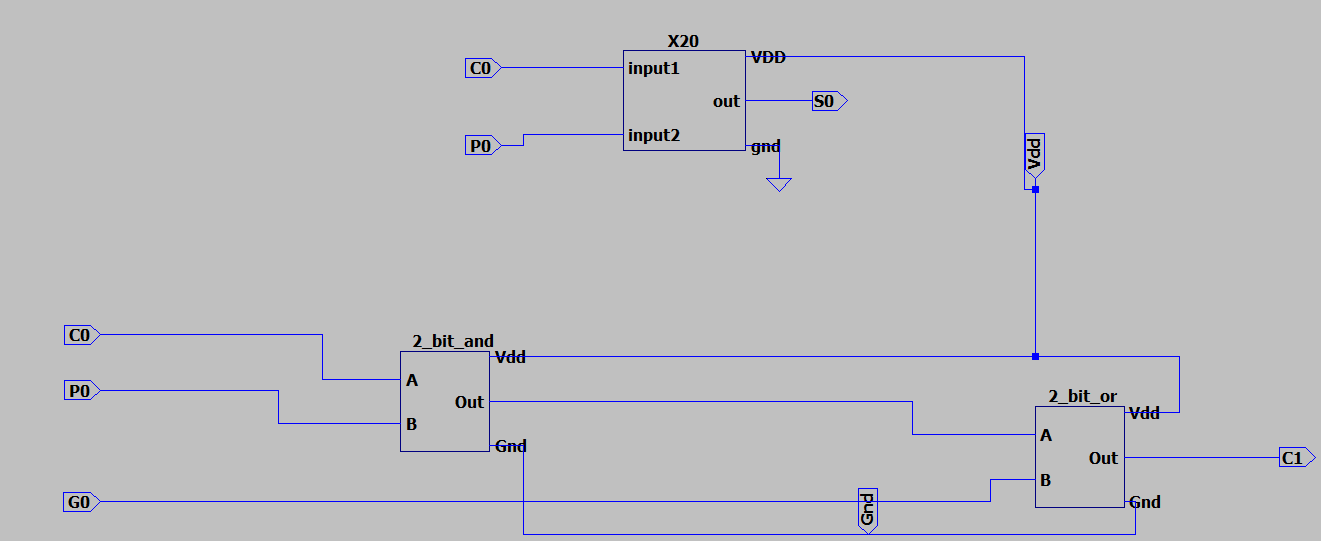 X20
C0
input1
VDD
out
S0
P0
input2
gnd
Vdd
C0
P0
2_bit_and
A
Vdd
Out
B
Gnd
2_bit_or
A
Vdd
Out
C1
B
Gnd
G0
Gnd